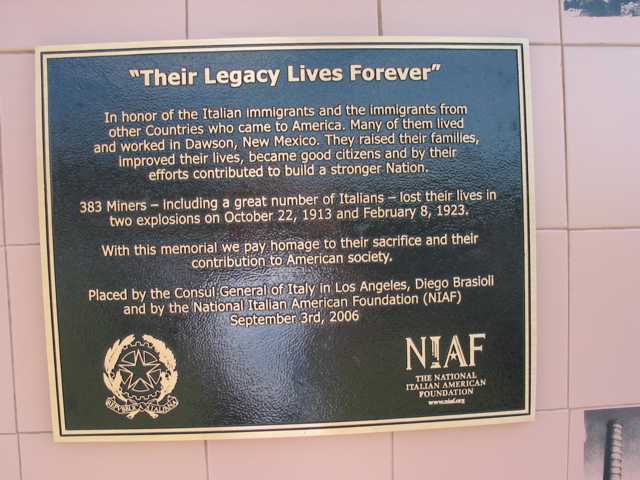 "Their Legacy Lives Forever"
In honor of the Italian immigrants and the immigrants from
other Countries who came to America. Many of them lived
and worked in Dawson, New Mexico. They raised their families,
improved their lives, became good citizens and by their
efforts contributed to build a stronger Nation.
383 Miners – including a great number of Italians – lost their lives in
two explosions on October 22, 1913 and February 8, 1923.
With this memorial we pay homage to their sacrifice and their
contribution to American society.
Placed by the Consul General of Italy in Los Angeles, Diego Brasioli
and by the National Italian American Foundation (NIAF)
September 3rd, 2006
REPVBBLICA ITALIANA
NIAF
THE NATIONAL
ITALIAN AMERICAN
FOUNDATION
www.niaf.org